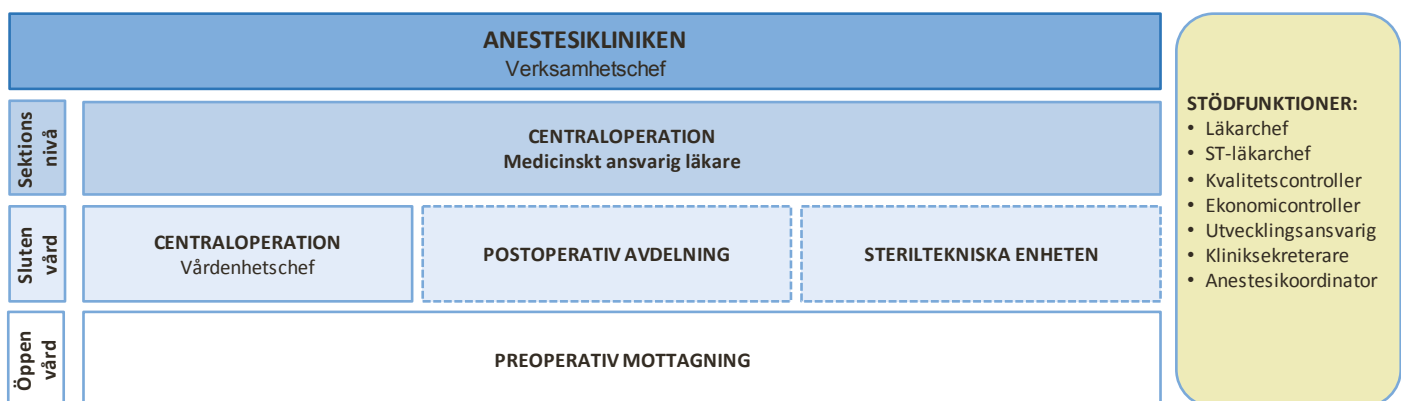 ANESTESIKLINIKEN
Verksamhetschef
Sektions
nivå
CENTRALOPERATION
Medicinskt ansvarig läkare
Sluten
vård
CENTRALOPERATION
Vårdenhetschef
POSTOPERATIV AVDELNING
STERILTEKNISKA ENHETEN
Öppen
vård
PREOPERATIV MOTTAGNING
STÖDFUNKTIONER:
• Läkarchef
• ST-läkarchef
• Kvalitetscontroller
• Ekonomicontroller
• Utvecklingsansvarig
• Kliniksekreterare
• Anestesikoordinator